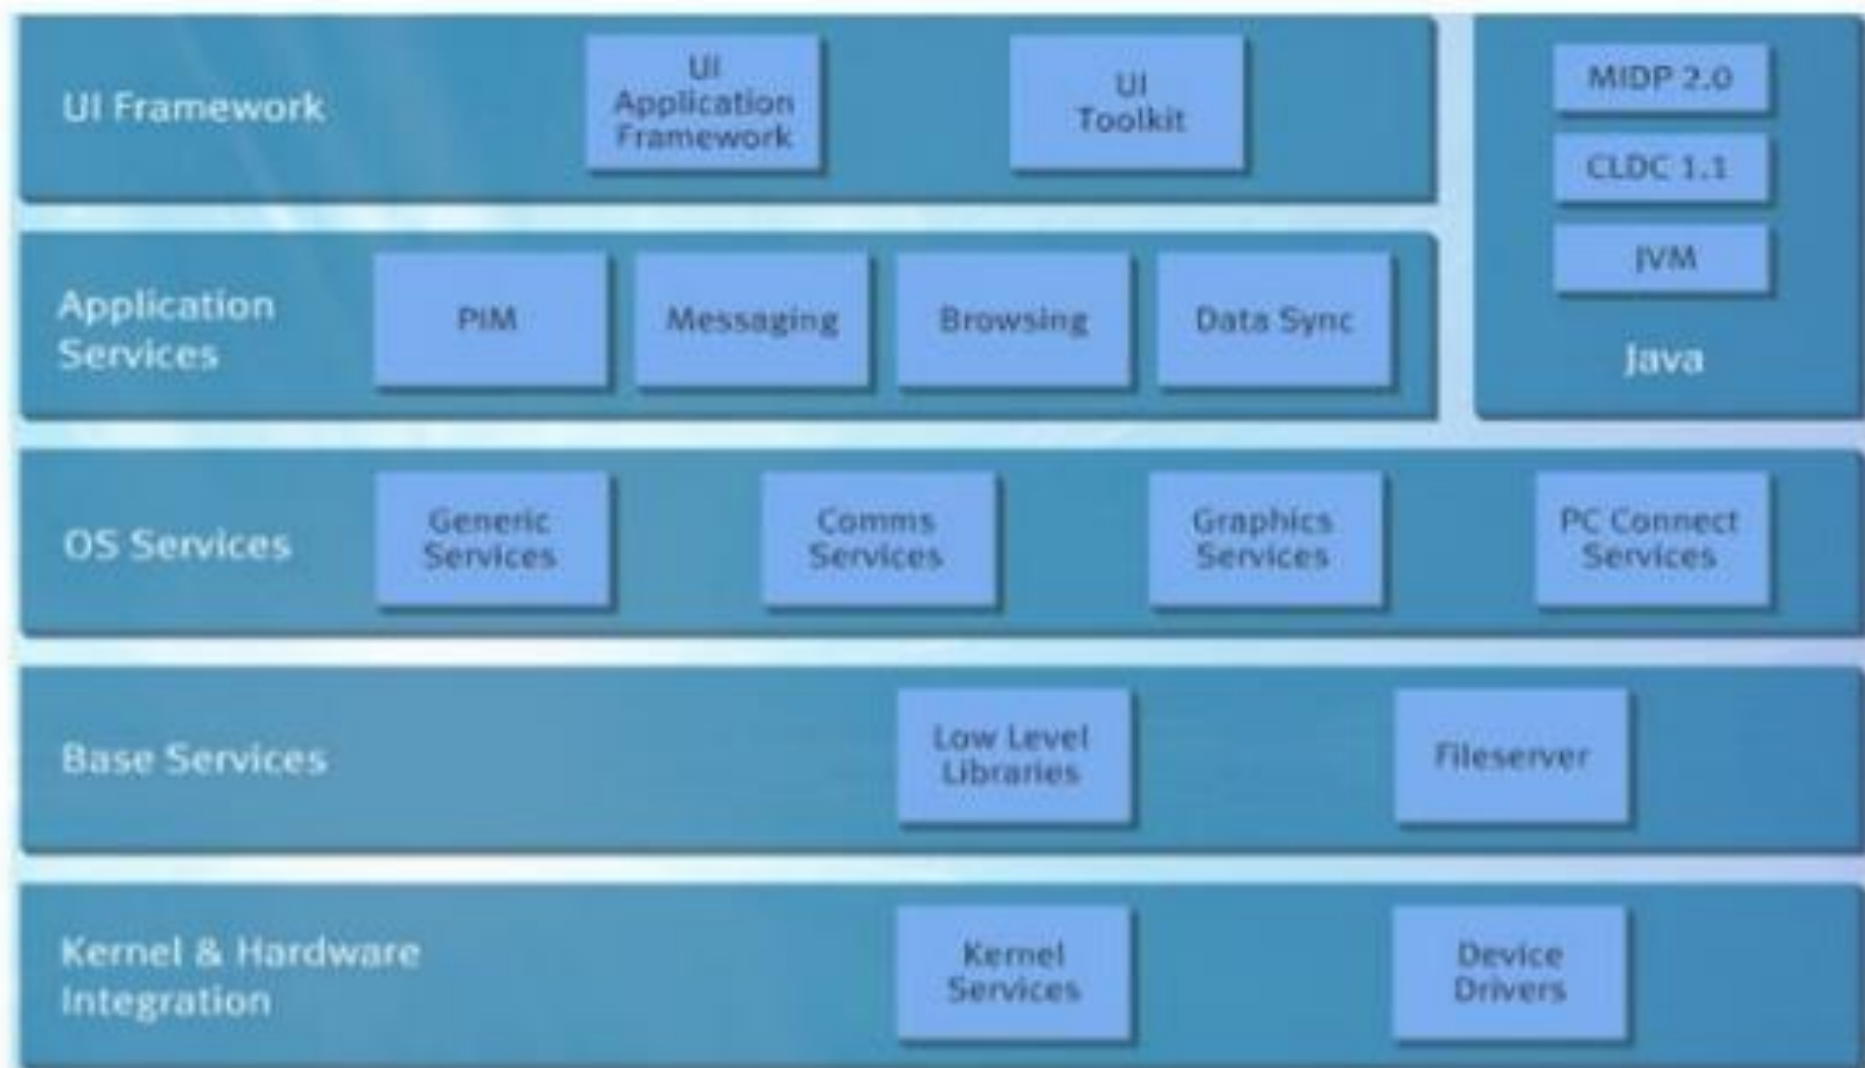 UI Framework
UI
Application
Framework
UI
Toolkit
MIDP 2.0
CLDC 1.1
JVM
Java
Application
Services
PIM
Messaging
Browsing
Data Sync
OS Services
Generic
Services
Comms
Services
Graphics
Services
PC Connect
Services
Base Services
Low Level
Libraries
Fileserver
Kernel & Hardware
Integration
Kernel
Services
Device
Drivers